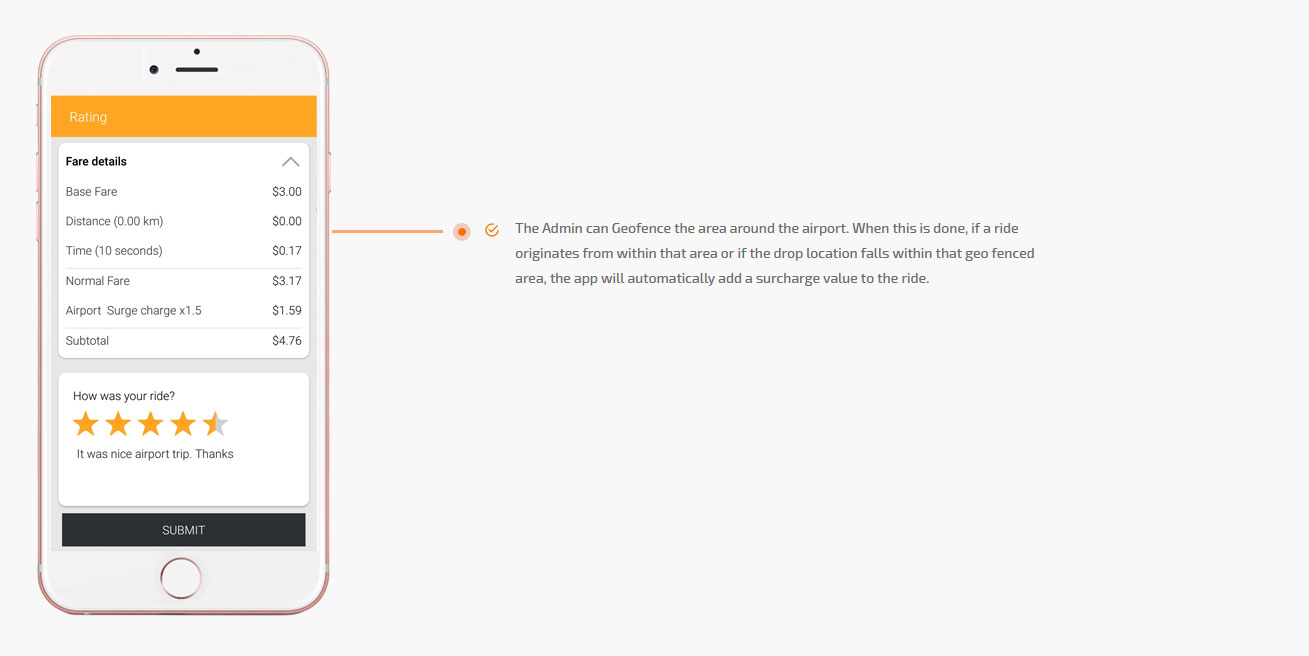 Rating
Fare details
Base Fare $3.00
Distance (0.00 km) $0.00
Time (10 seconds) $0.17
Normal Fare $3.17
Airport  Surge charge x1.5 $1.59
Subtotal $4.76
How was your ride?
It was nice airport trip. Thanks
SUBMIT
The Admin can Geofence the area around the airport. When this is done, if a ride
originates from within that area or if the drop location falls within that geo fenced
area, the app will automatically add a surcharge value to the ride.